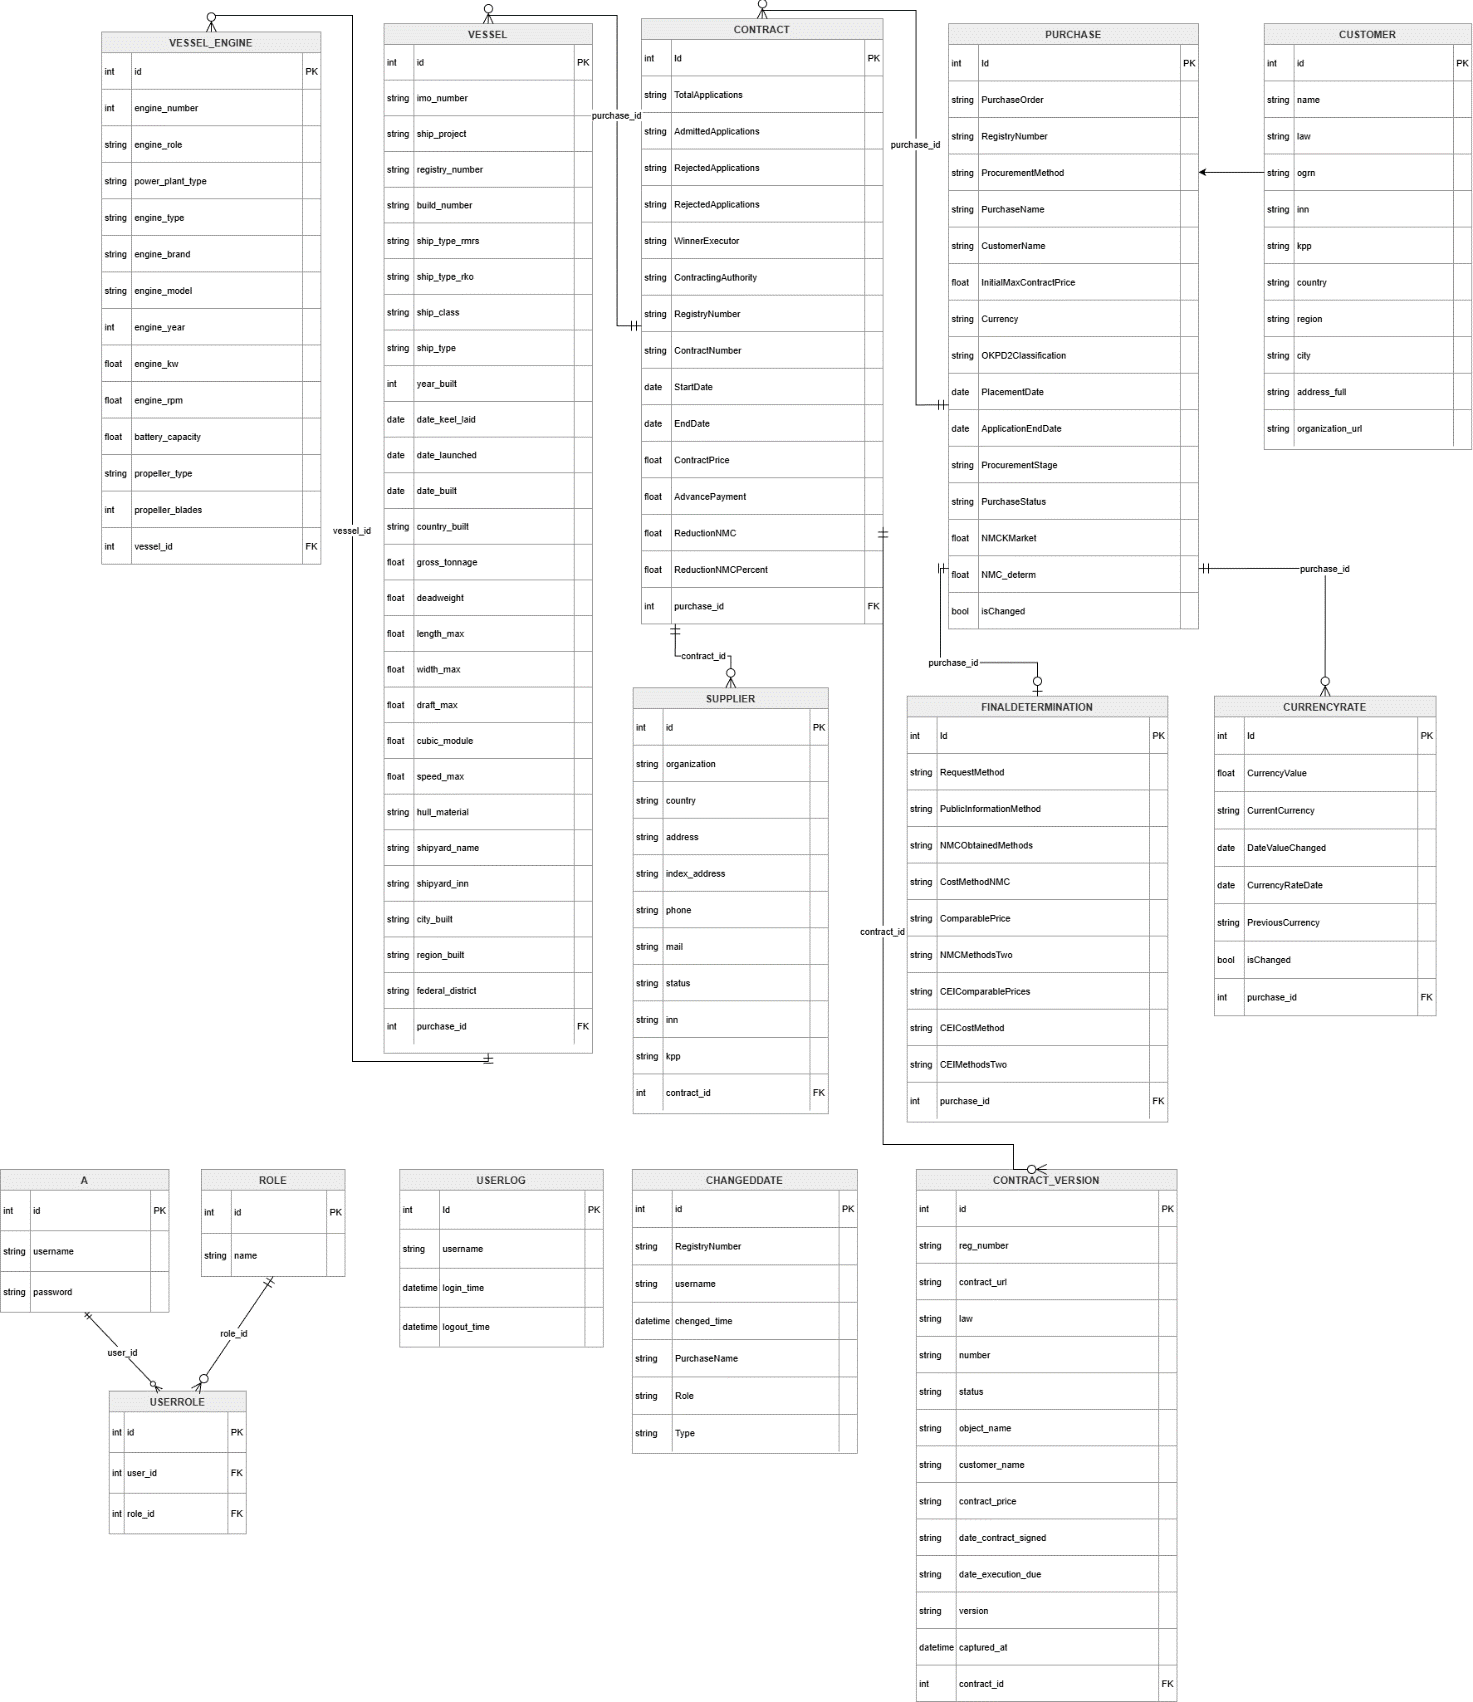 VESSEL_ENGINE
int id PK
int engine_number
string engine_role
string power_plant_type
string engine_type
string engine_brand
string engine_model
int engine_year
float engine_kw
float engine_rpm
float battery_capacity
string propeller_type
int propeller_blades
int vessel_id FK
vessel_id
VESSEL
int id PK
string imo_number
string ship_project
string registry_number
string build_number
string ship_type_rmrs
string ship_type_rko
string ship_class
string ship_type
int year_built
date date_keel_laid
date date_launched
date date_built
string country_built
float gross_tonnage
float deadweight
float length_max
float width_max
float draft_max
float cubic_module
float speed_max
string hull_material
string shipyard_name
string shipyard_inn
string city_built
string region_built
string federal_district
int purchase_id FK
purchase_id
CONTRACT
int Id PK
string TotalApplications
string AdmittedApplications
string RejectedApplications
string RejectedApplications
string WinnerExecutor
string ContractingAuthority
string RegistryNumber
string ContractNumber
date StartDate
date EndDate
float ContractPrice
float AdvancePayment
float ReductionNMC
float ReductionNMCPercent
int purchase_id FK
purchase_id
PURCHASE
int Id PK
string PurchaseOrder
string RegistryNumber
string ProcurementMethod
string PurchaseName
string CustomerName
float InitialMaxContractPrice
string Currency
string OKPD2Classification
date PlacementDate
date ApplicationEndDate
string ProcurementStage
string PurchaseStatus
float NMCKMarket
float NMC_determ
bool isChanged
CUSTOMER
int id PK
string name
string law
string ogrn
string inn
string kpp
string country
string region
string city
string address_full
string organization_url
purchase_id
contract_id
purchase_id
SUPPLIER
int id PK
string organization
string country
string address
string index_address
string phone
string mail
string status
string inn
string kpp
int contract_id FK
contract_id
FINALDETERMINATION
int Id PK
string RequestMethod
string PublicInformationMethod
string NMCObtainedMethods
string CostMethodNMC
string ComparablePrice
string NMCMethodsTwo
string CEIComparablePrices
string CEICostMethod
string CEIMethodsTwo
int purchase_id FK
CURRENCYRATE
int Id PK
float CurrencyValue
string CurrentCurrency
date DateValueChanged
date CurrencyRateDate
string PreviousCurrency
bool isChanged
int purchase_id FK
A
int id PK
string username
string password
ROLE
int id PK
string name
user_id
role_id
USERROLE
int id PK
int user_id FK
int role_id FK
USERLOG
int Id PK
string username
datetime login_time
datetime logout_time
CHANGEDDATE
int id PK
string RegistryNumber
string username
datetime chenged_time
string PurchaseName
string Role
string Type
CONTRACT_VERSION
int id PK
string reg_number
string contract_url
string law
string number
string status
string object_name
string customer_name
string contract_price
string date_contract_signed
string date_execution_due
string version
datetime captured_at
int contract_id FK